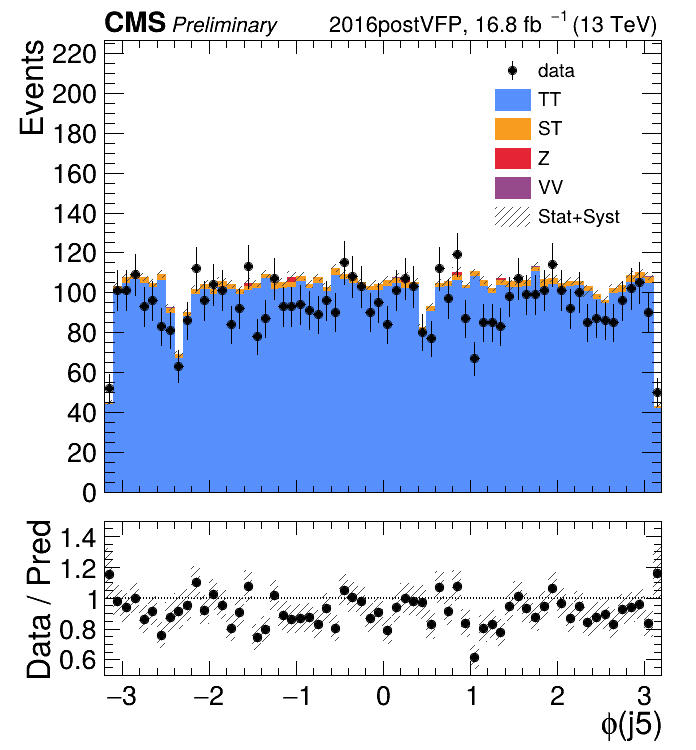 CMS Preliminary 2016postVFP, 16.8 fb⁻¹ (13 TeV)
Events
220
200
180
160
140
120
100
80
60
40
20
0
data
TT
ST
Z
VV
Stat+Syst
Data / Pred
1.4
1.2
1
0.8
0.6
−3 −2 −1 0 1 2 3
ϕ(j5)